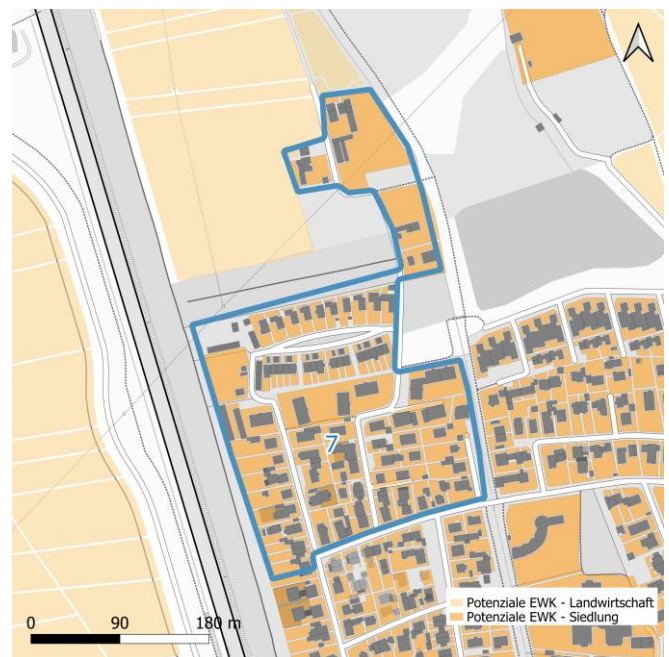 7
Potenziale EWK - Landwirtschaft
Potenziale EWK - Siedlung
0 90 180 m